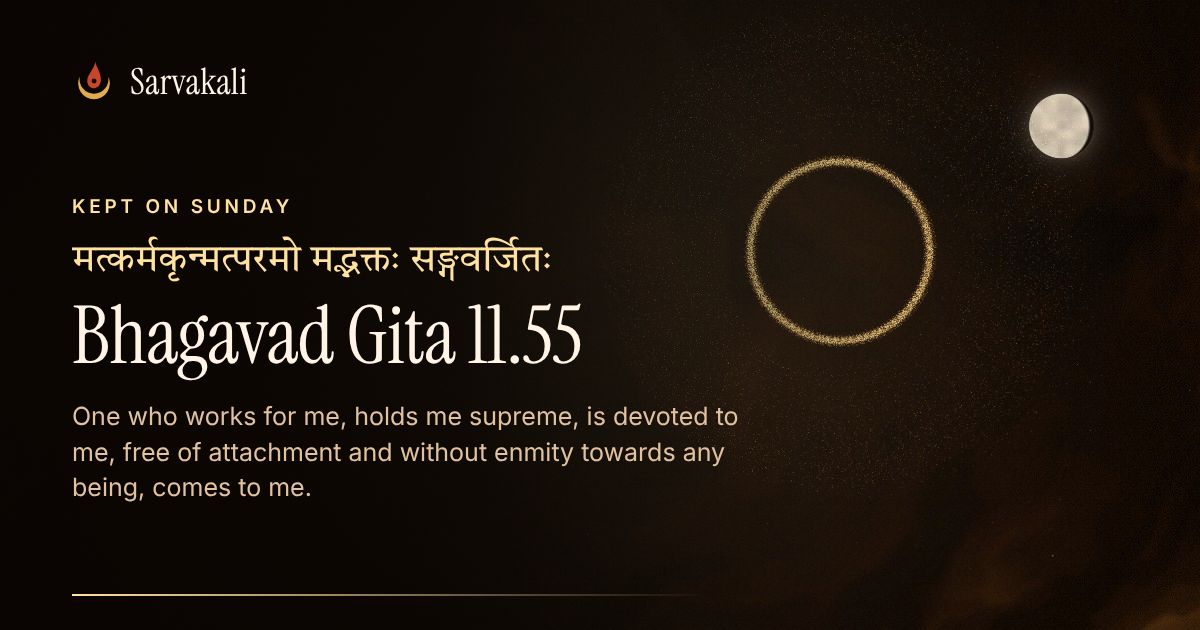 Sarvakali
KEPT ON SUNDAY
मत्कर्मकृन्मत्परमो मद्भक्तः सङ्गवर्जितः
Bhagavad Gita 11.55
One who works for me, holds me supreme, is devoted to
me, free of attachment and without enmity towards any
being, comes to me.